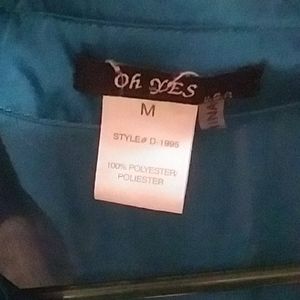 Oh YES
M
STYLE# D-1995
100% POLYESTER/
POLIESTER